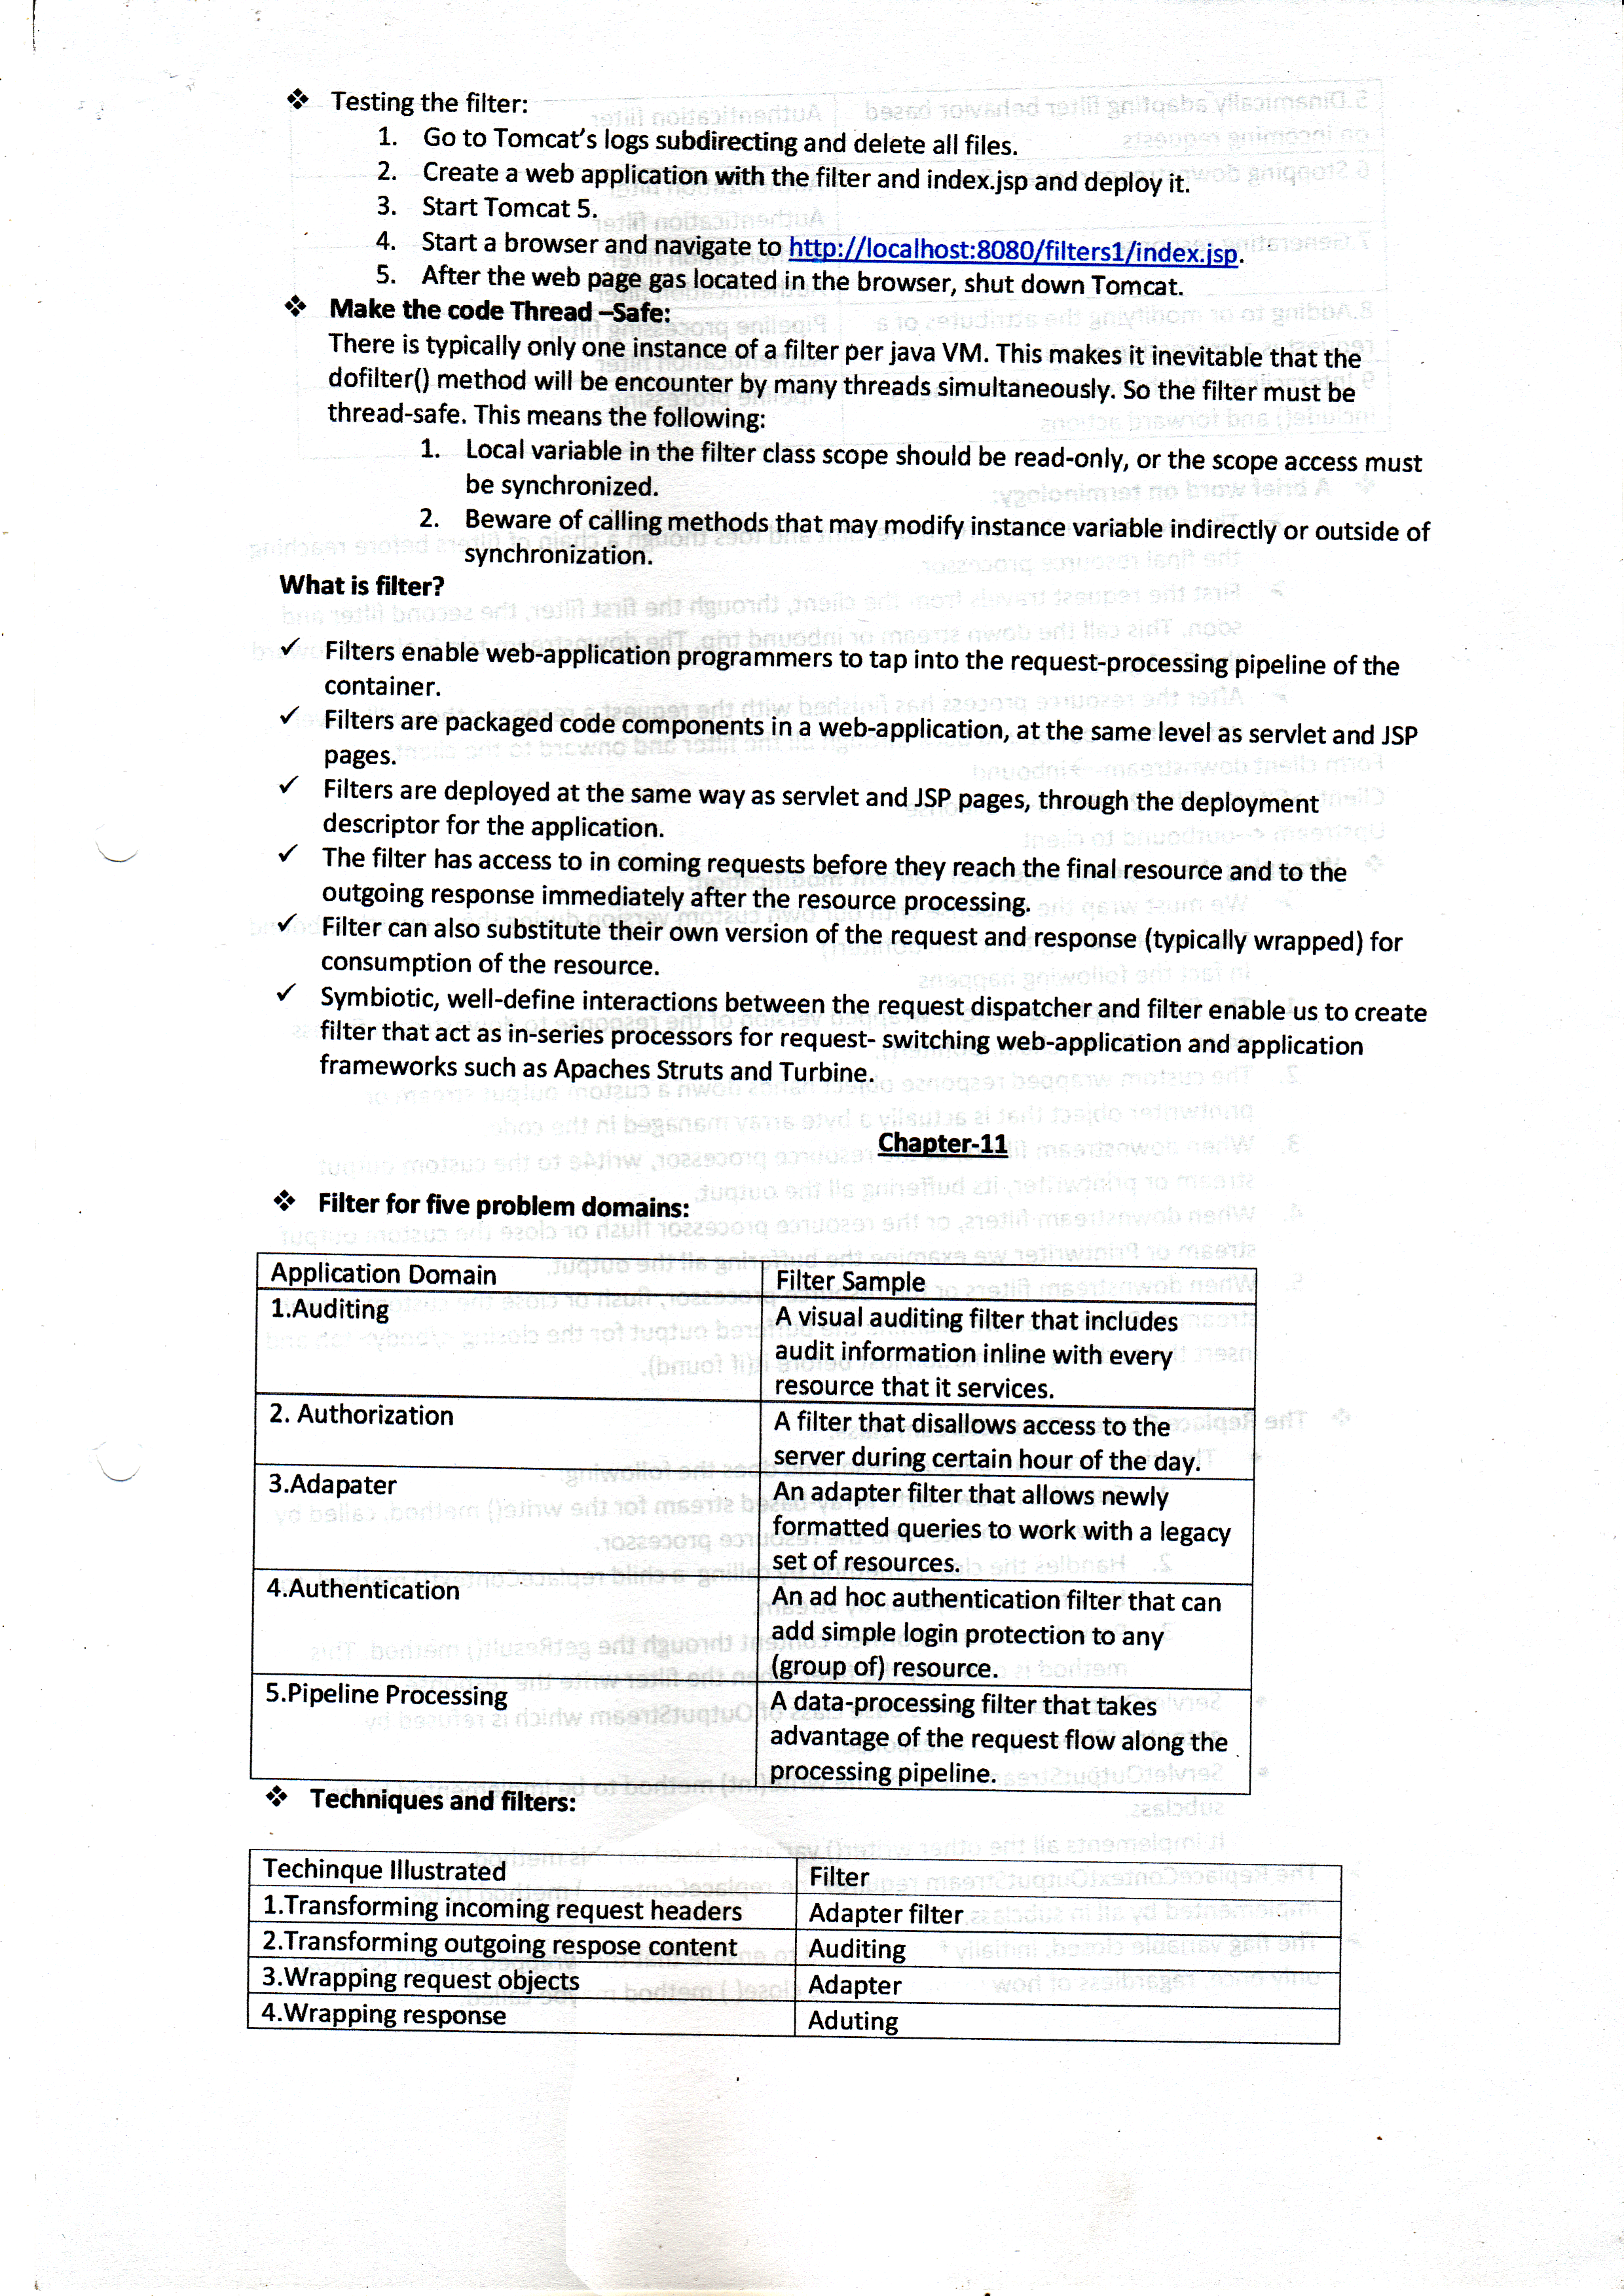 ❖ Testing the filter:
1. Go to Tomcat's logs subdirecting and delete all files.
2. Create a web application with the filter and index.jsp and deploy it.
3. Start Tomcat 5.
4. Start a browser and navigate to http://localhost:8080/filters1/index.jsp.
5. After the web page gas located in the browser, shut down Tomcat.
❖ Make the code Thread –Safe:
There is typically only one instance of a filter per java VM. This makes it inevitable that the
dofilter() method will be encounter by many threads simultaneously. So the filter must be
thread-safe. This means the following:
1. Local variable in the filter class scope should be read-only, or the scope access must
be synchronized.
2. Beware of calling methods that may modify instance variable indirectly or outside of
synchronization.
What is filter?
✓ Filters enable web-application programmers to tap into the request-processing pipeline of the
container.
✓ Filters are packaged code components in a web-application, at the same level as servlet and JSP
pages.
✓ Filters are deployed at the same way as servlet and JSP pages, through the deployment
descriptor for the application.
✓ The filter has access to in coming requests before they reach the final resource and to the
outgoing response immediately after the resource processing.
✓ Filter can also substitute their own version of the request and response (typically wrapped) for
consumption of the resource.
✓ Symbiotic, well-define interactions between the request dispatcher and filter enable us to create
filter that act as in-series processors for request- switching web-application and application
frameworks such as Apaches Struts and Turbine.
Chapter-11
❖ Filter for five problem domains:
Application Domain Filter Sample
1.Auditing A visual auditing filter that includes
audit information inline with every
resource that it services.
2. Authorization A filter that disallows access to the
server during certain hour of the day.
3.Adapater An adapter filter that allows newly
formatted queries to work with a legacy
set of resources.
4.Authentication An ad hoc authentication filter that can
add simple login protection to any
(group of) resource.
5.Pipeline Processing A data-processing filter that takes
advantage of the request flow along the
processing pipeline.
❖ Techniques and filters:
Techinque Illustrated Filter
1.Transforming incoming request headers Adapter filter
2.Transforming outgoing respose content Auditing
3.Wrapping request objects Adapter
4.Wrapping response Aduting